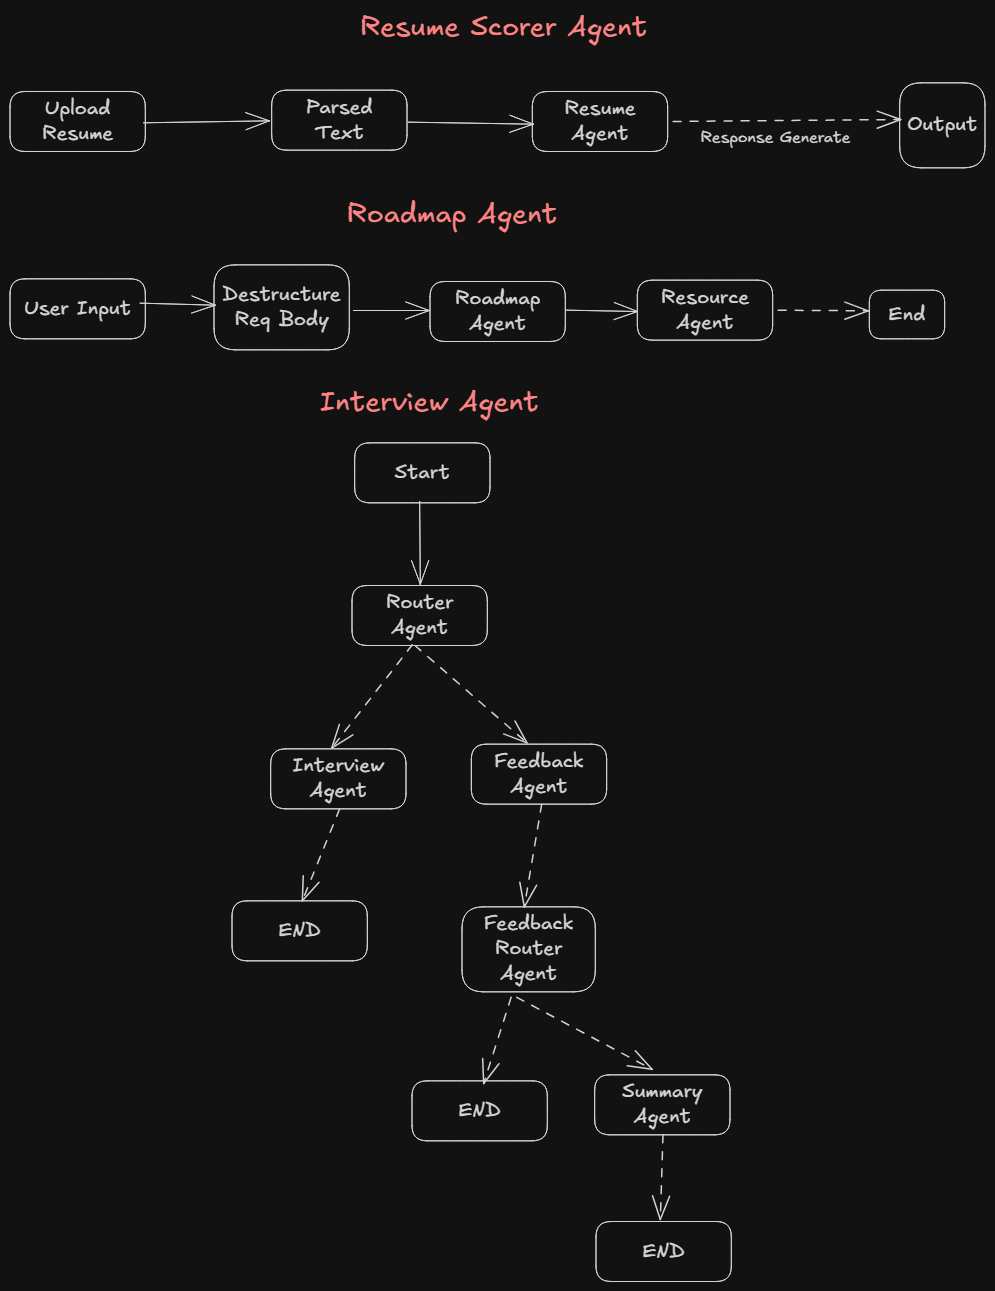 Resume Scorer Agent
Upload
Resume
Parsed
Text
Resume
Agent
Response Generate
Output
Roadmap Agent
User Input
Destructure
Req Body
Roadmap
Agent
Resource
Agent
End
Interview Agent
Start
Router
Agent
Interview
Agent
Feedback
Agent
END
Feedback
Router
Agent
END
Summary
Agent
END